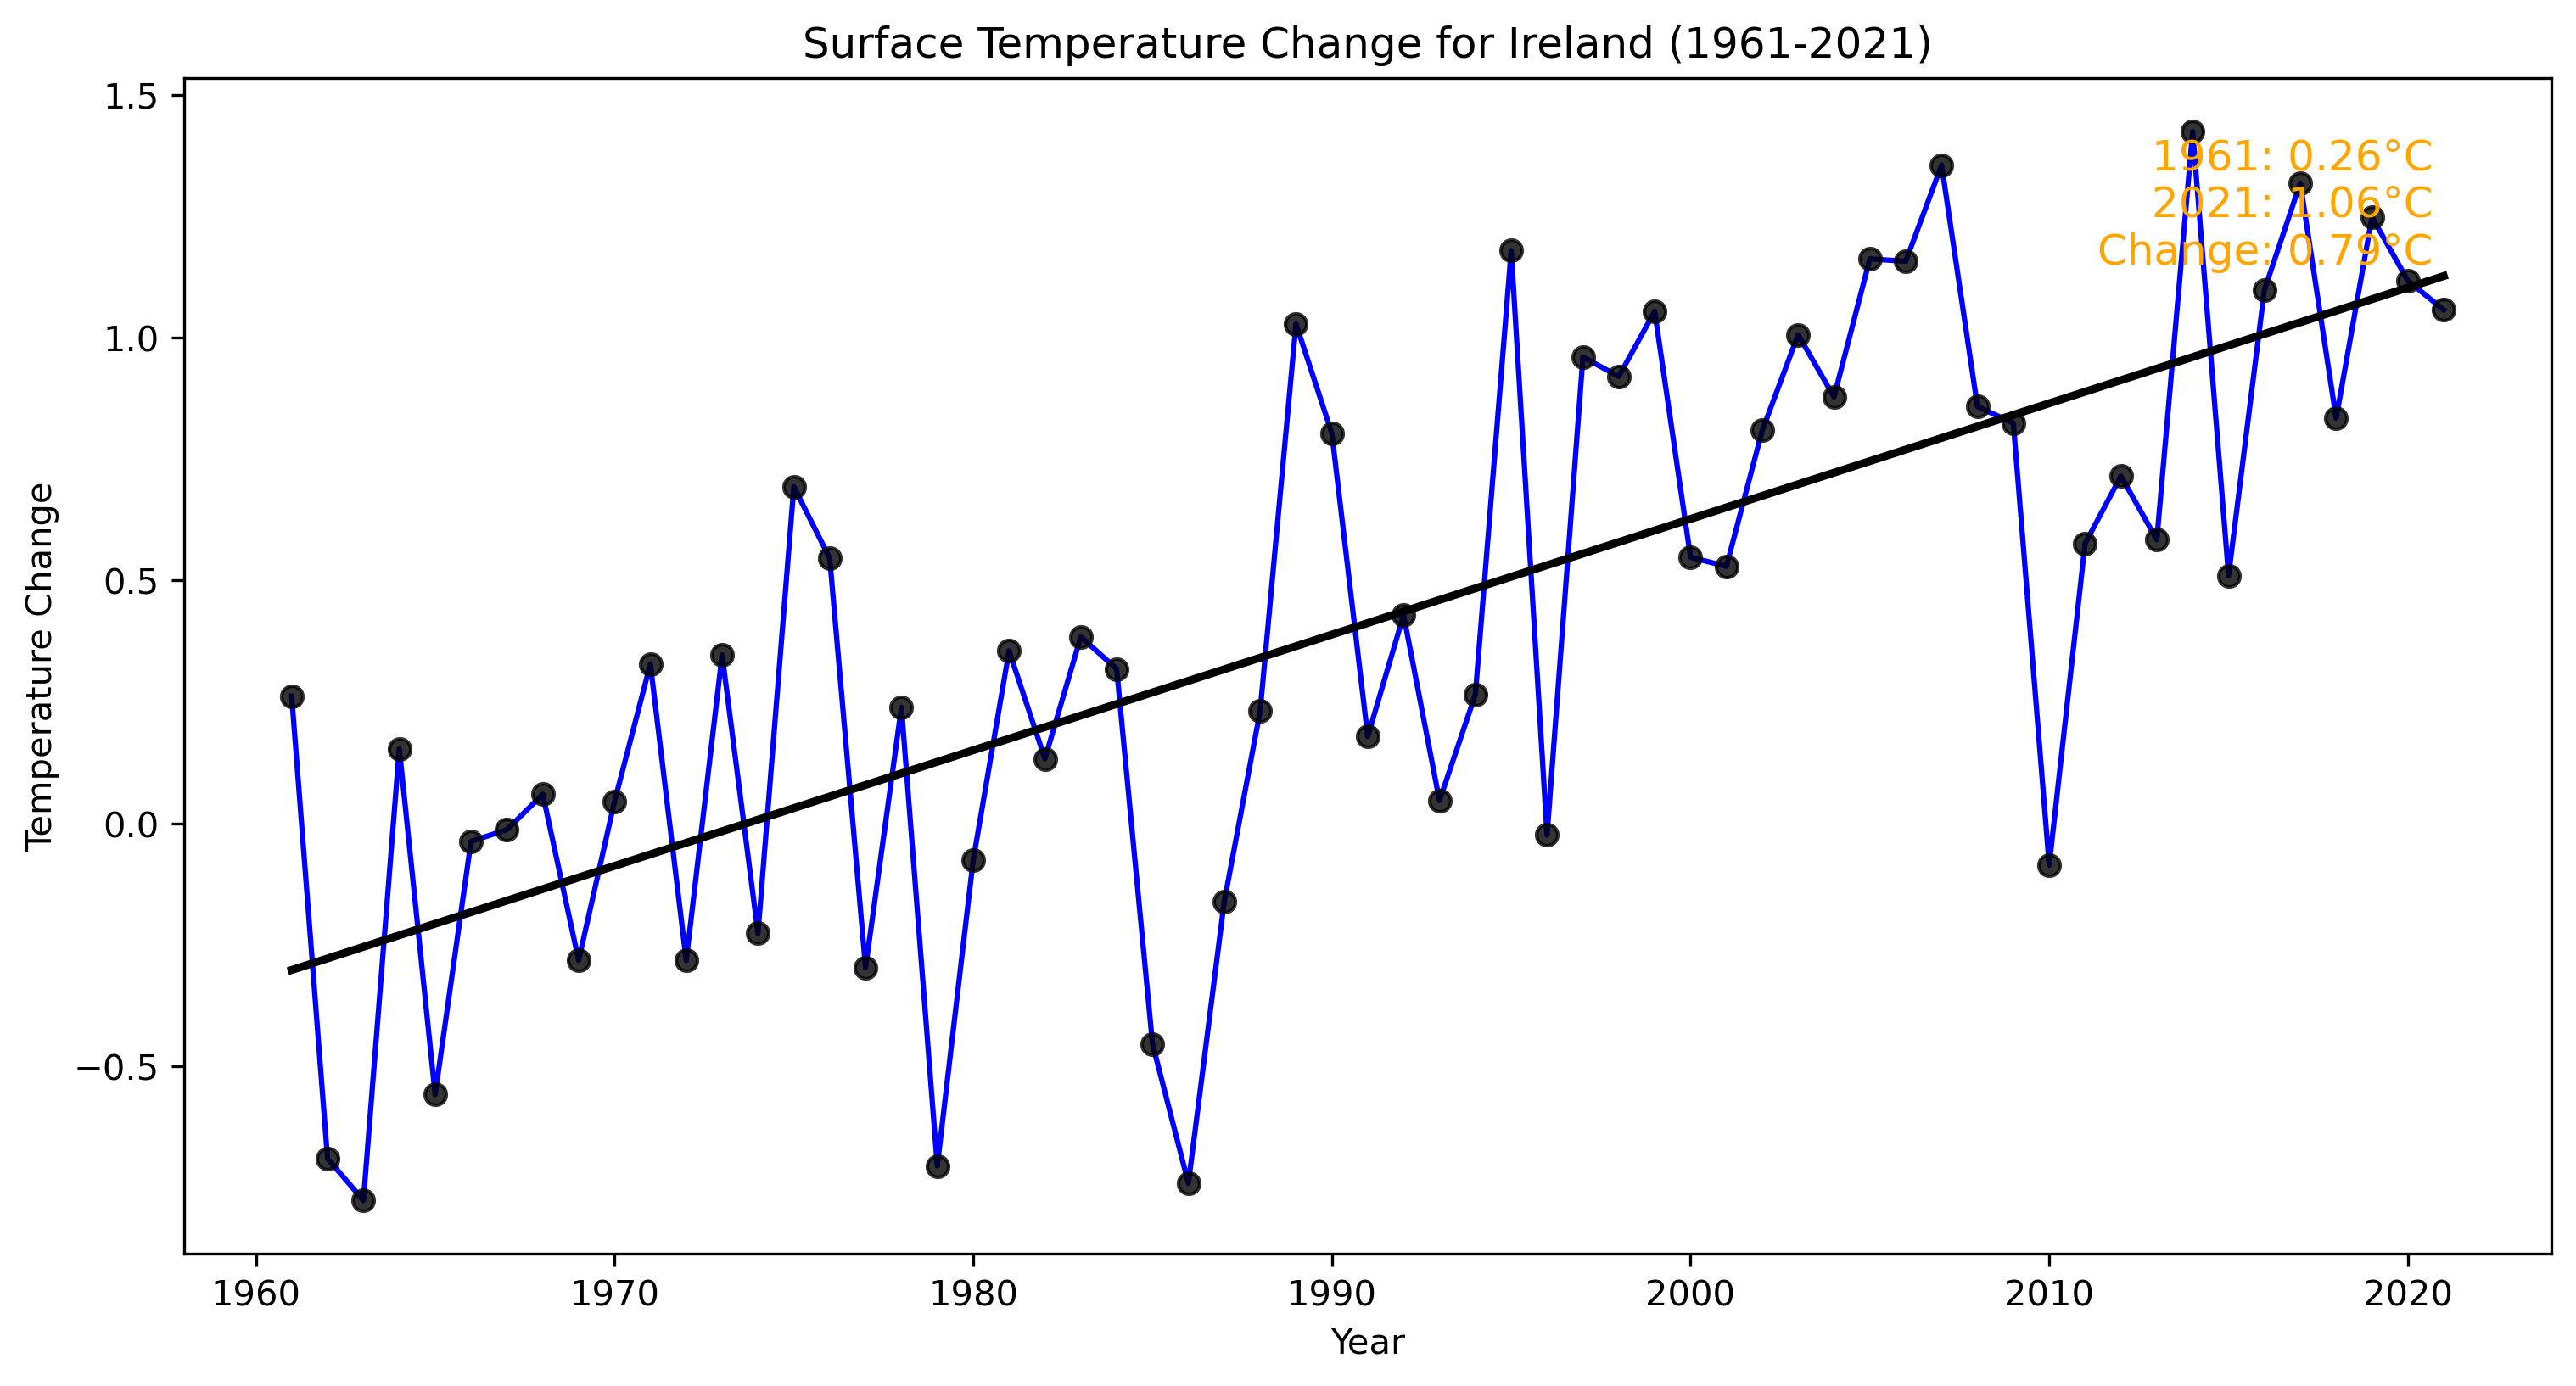 Surface Temperature Change for Ireland (1961-2021)
1.5
1.0
0.5
0.0
−0.5
Temperature Change
1961: 0.26°C
2021: 1.06°C
Change: 0.79°C
1960 1970 1980 1990 2000 2010 2020
Year